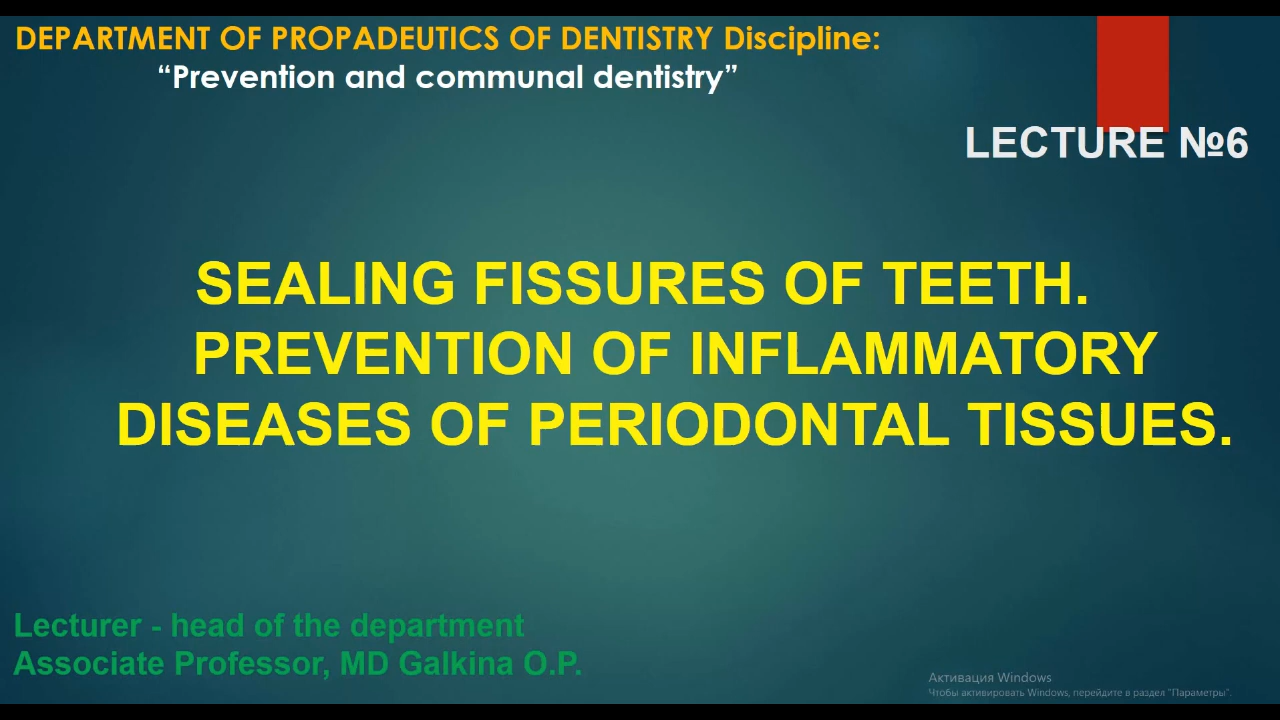 DEPARTMENT OF PROPADEUTICS OF DENTISTRY Discipline:
“Prevention and communal dentistry”
LECTURE №6
SEALING FISSURES OF TEETH.
PREVENTION OF INFLAMMATORY
DISEASES OF PERIODONTAL TISSUES.
Lecturer - head of the department
Associate Professor, MD Galkina O.P.
Активация Windows
Чтобы активировать Windows, перейдите в раздел "Параметры".